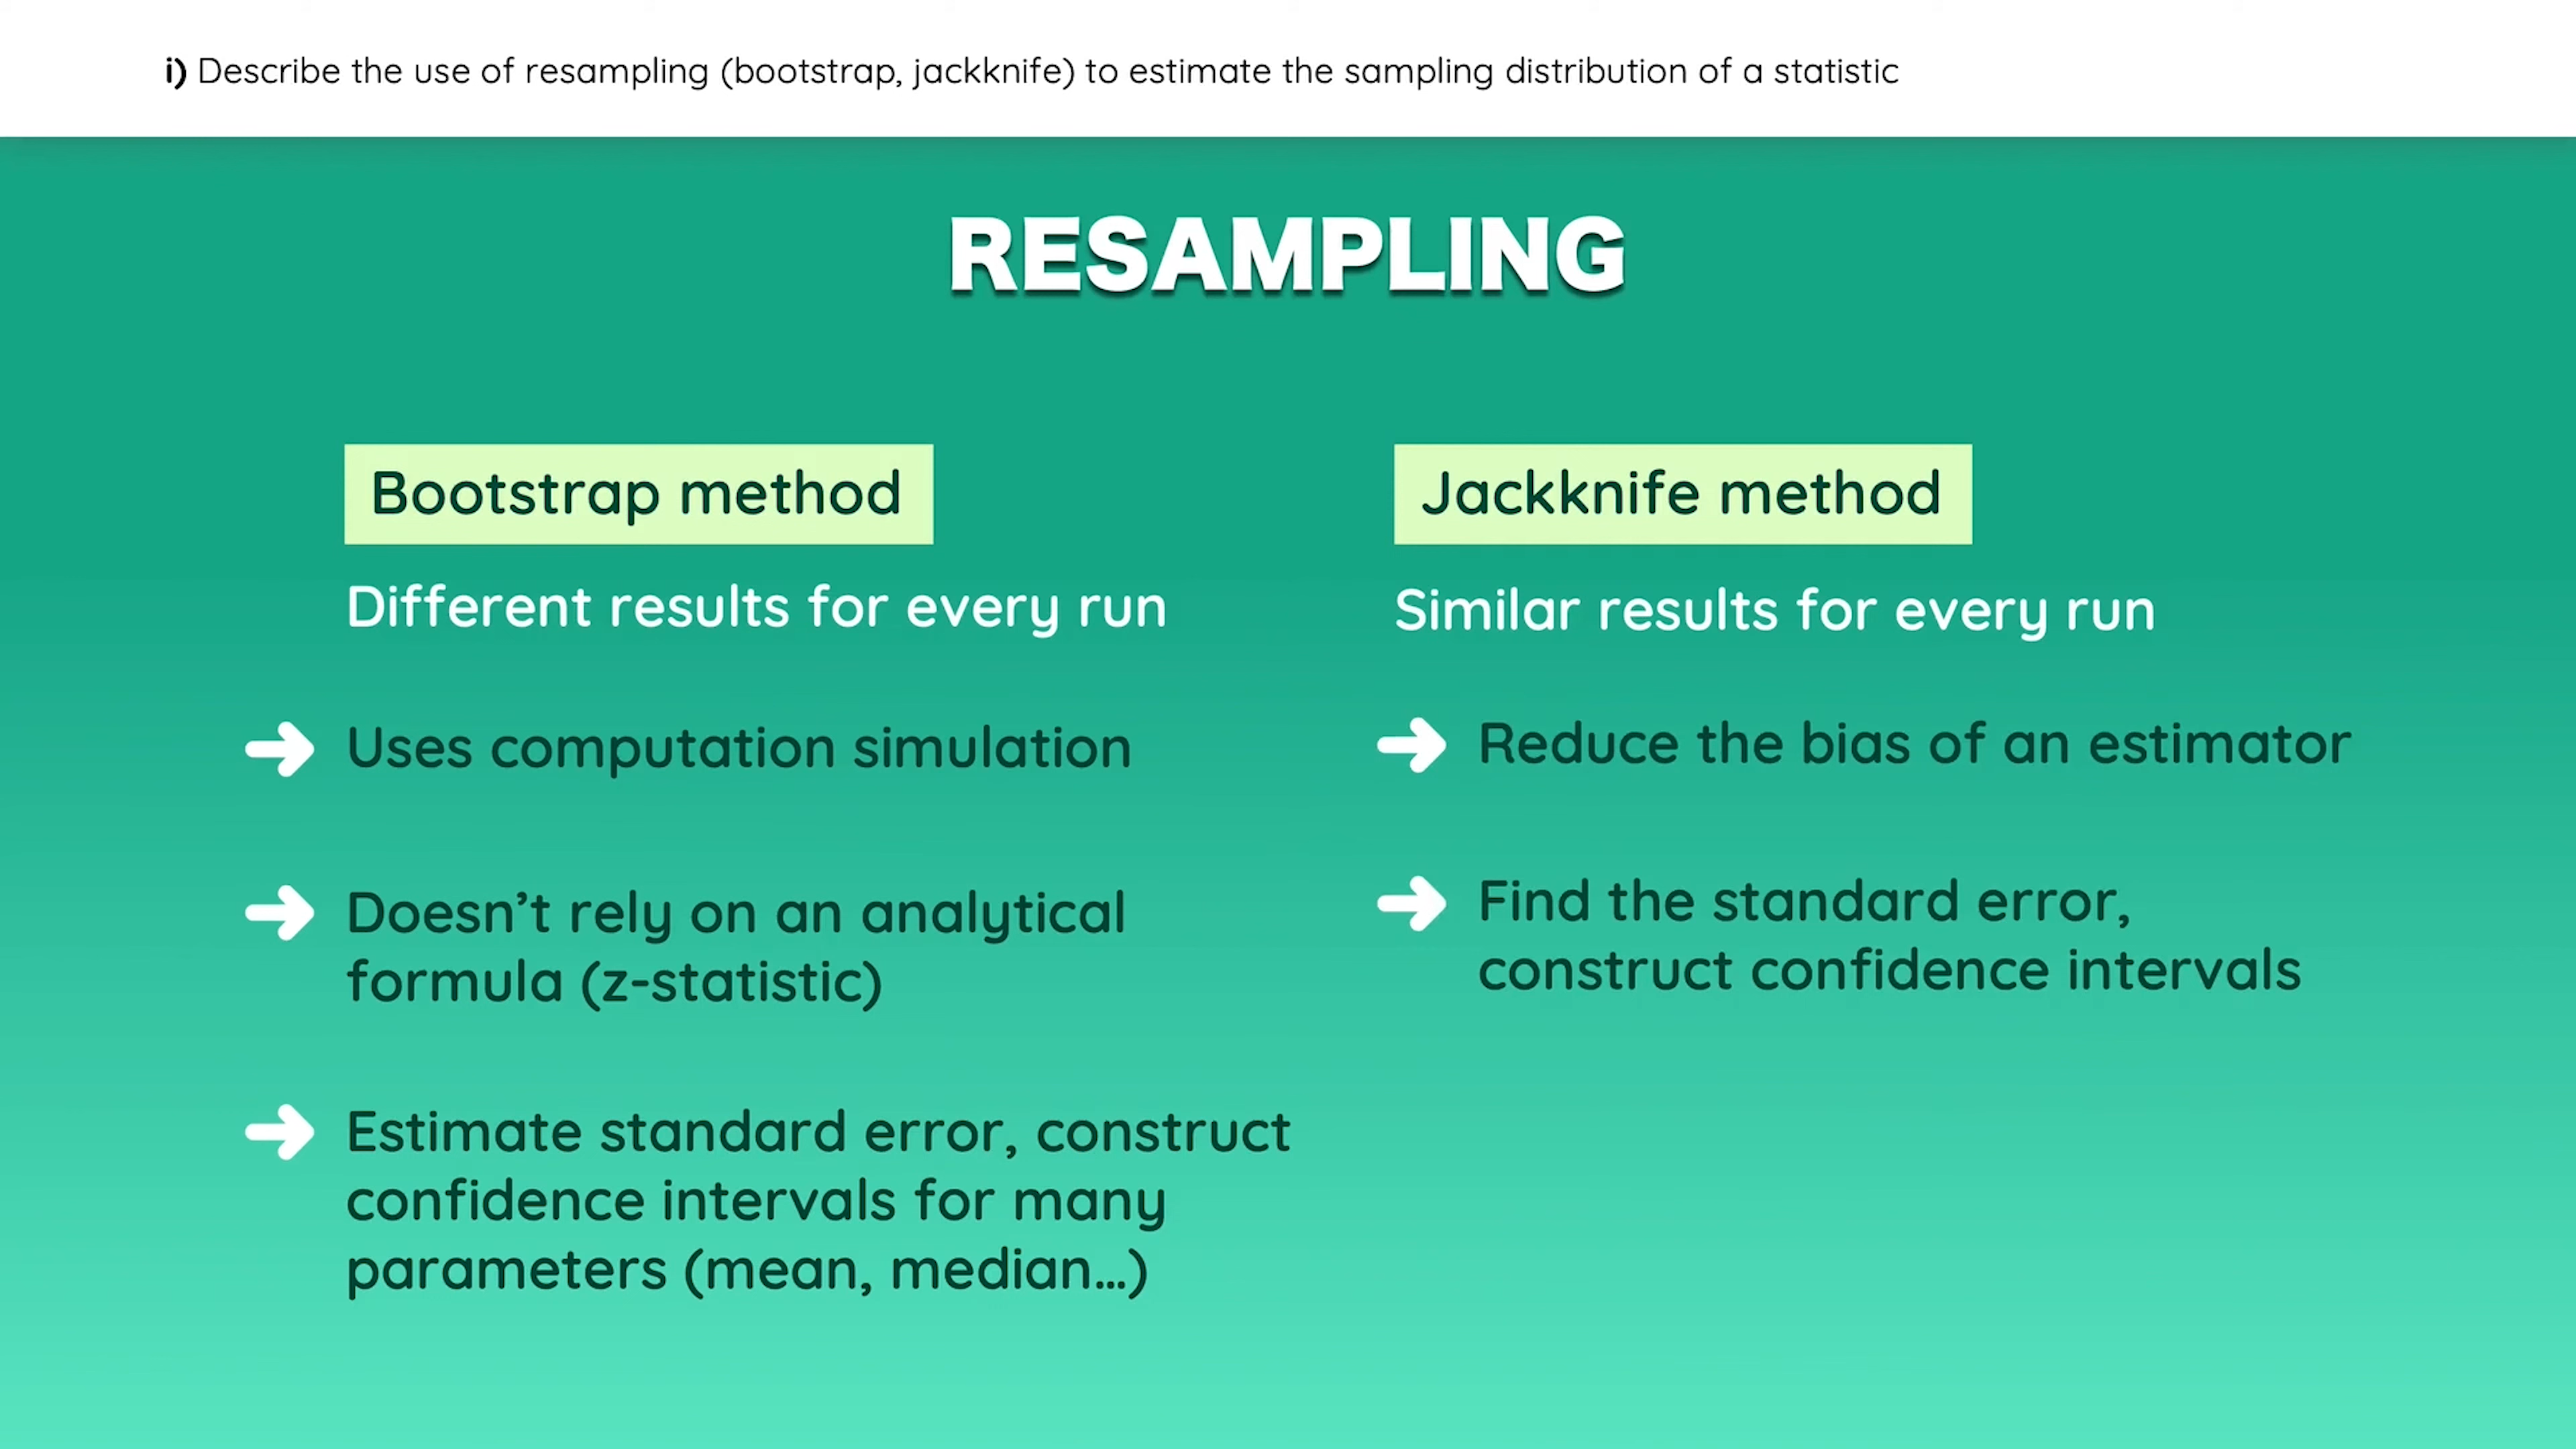 i) Describe the use of resampling (bootstrap, jackknife) to estimate the sampling distribution of a statistic
RESAMPLING
Bootstrap method
Different results for every run
Uses computation simulation
Doesn’t rely on an analytical
formula (z-statistic)
Estimate standard error, construct
confidence intervals for many
parameters (mean, median...)
Jackknife method
Similar results for every run
Reduce the bias of an estimator
Find the standard error,
construct confidence intervals